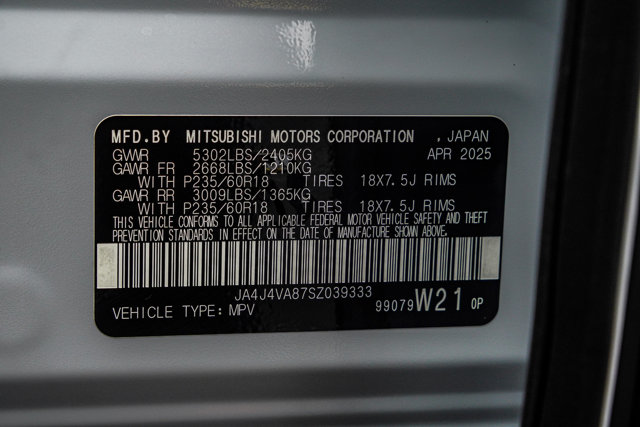 MFD.BY MITSUBISHI MOTORS CORPORATION , JAPAN
GVWR 5302LBS/2405KG APR 2025
GAWR FR 2668LBS/1210KG
WITH P235/60R18 TIRES 18X7.5J RIMS
GAWR RR 3009LBS/1365KG
WITH P235/60R18 TIRES 18X7.5J RIMS
THIS VEHICLE CONFORMS TO ALL APPLICABLE FEDERAL MOTOR VEHICLE SAFETY AND THEFT
PREVENTION STANDARDS IN EFFECT ON THE DATE OF MANUFACTURE SHOWN ABOVE.
JA4J4VA87SZ039333
VEHICLE TYPE: MPV 99079 W21 0P